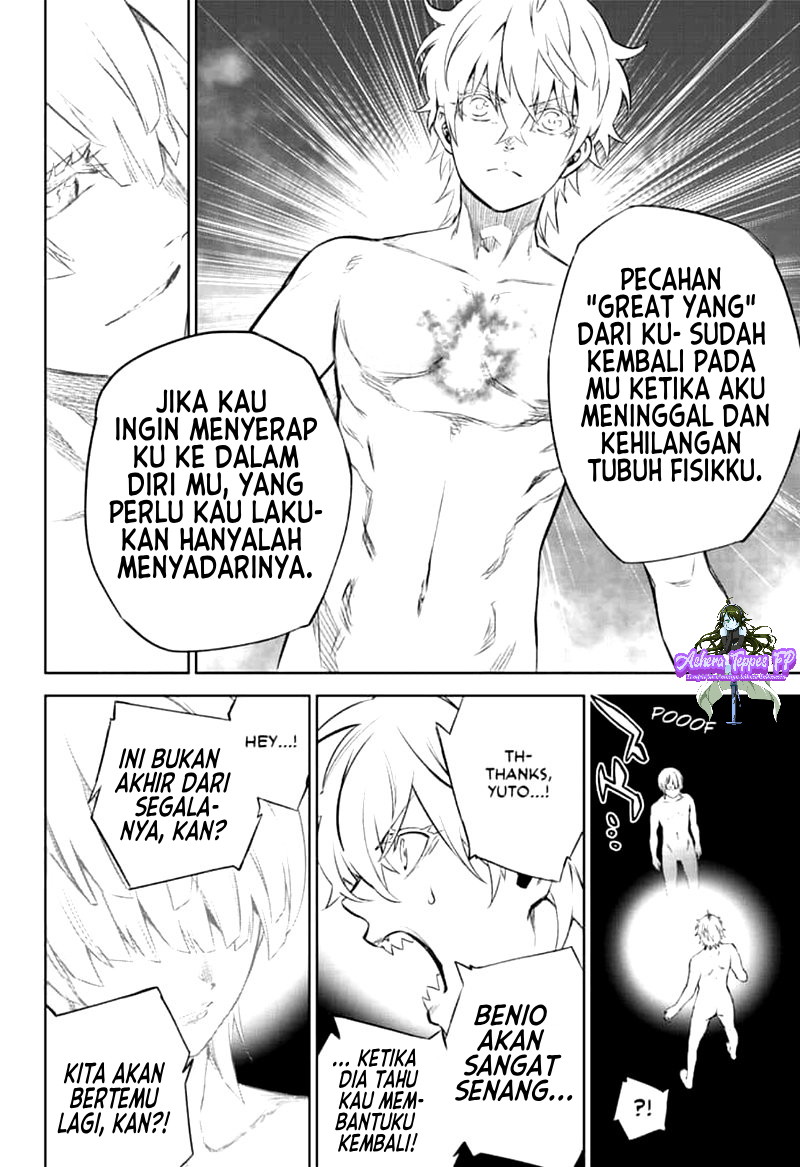 PECAHAN
"GREAT YANG"
DARI KU- SUDAH
KEMBALI PADA
MU KETIKA AKU
MENINGGAL DAN
KEHILANGAN
TUBUH FISIKKU.
JIKA KAU
INGIN MENYERAP
KU KE DALAM
DIRI MU, YANG
PERLU KAU LAKU-
KAN HANYALAH
MENYADARINYA.
Ashera Teppes FP
POOOF
?!
TH-
THANKS,
YUTO...!
BENIO
AKAN
SANGAT
SENANG...
... KETIKA
DIA TAHU
KAU MEM-
BANTUKU
KEMBALI!
HEY...!
INI BUKAN
AKHIR DARI
SEGALA-
NYA, KAN?
KITA AKAN
BERTEMU
LAGI, KAN?!